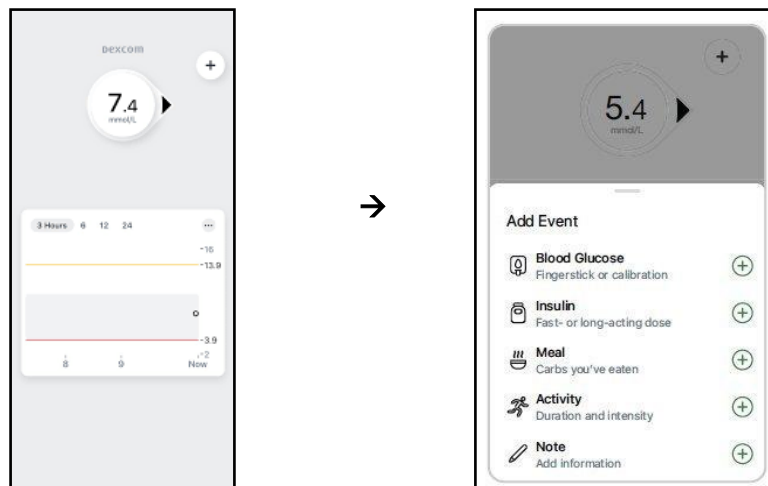 Dexcom
+
7.4
mmol/L
3 Hours 6 12 24 ...
-16
-13.9
-3.9
-2
8 9 Now
→
+
5.4
mmol/L
Add Event
Blood Glucose
Fingerstick or calibration
Insulin
Fast- or long-acting dose
Meal
Carbs you've eaten
Activity
Duration and intensity
Note
Add information